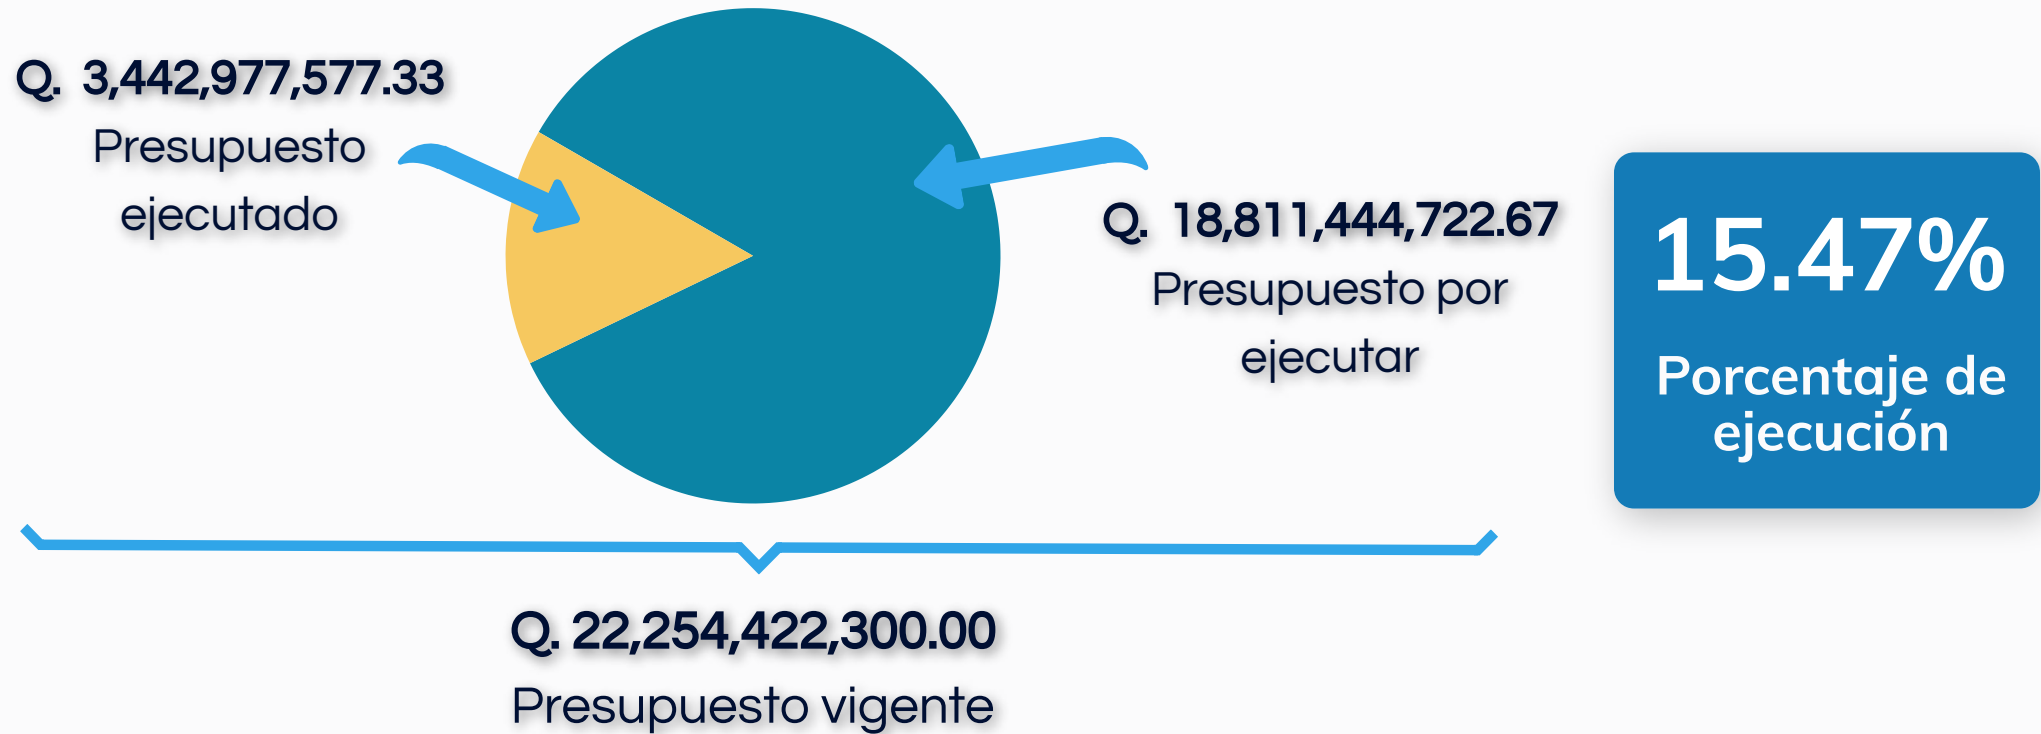 Q. 3,442,977,577.33
Presupuesto
ejecutado
Q. 18,811,444,722.67
Presupuesto por
ejecutar
15.47%
Porcentaje de
ejecución
Q. 22,254,422,300.00
Presupuesto vigente